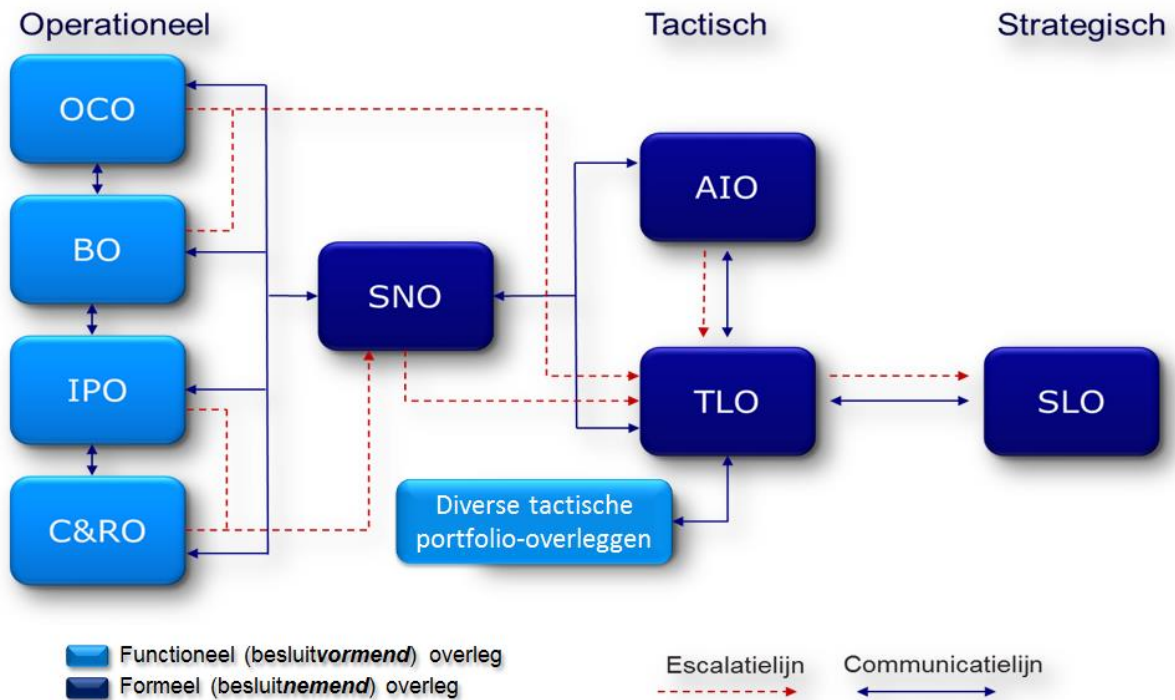 Operationeel
Tactisch
Strategisch
OCO
BO
IPO
C&RO
SNO
AIO
TLO
SLO
Diverse tactische
portfolio-overleggen
Functioneel (besluitvormend) overleg
Formeel (besluitnemend) overleg
Escalatielijn
Communicatielijn